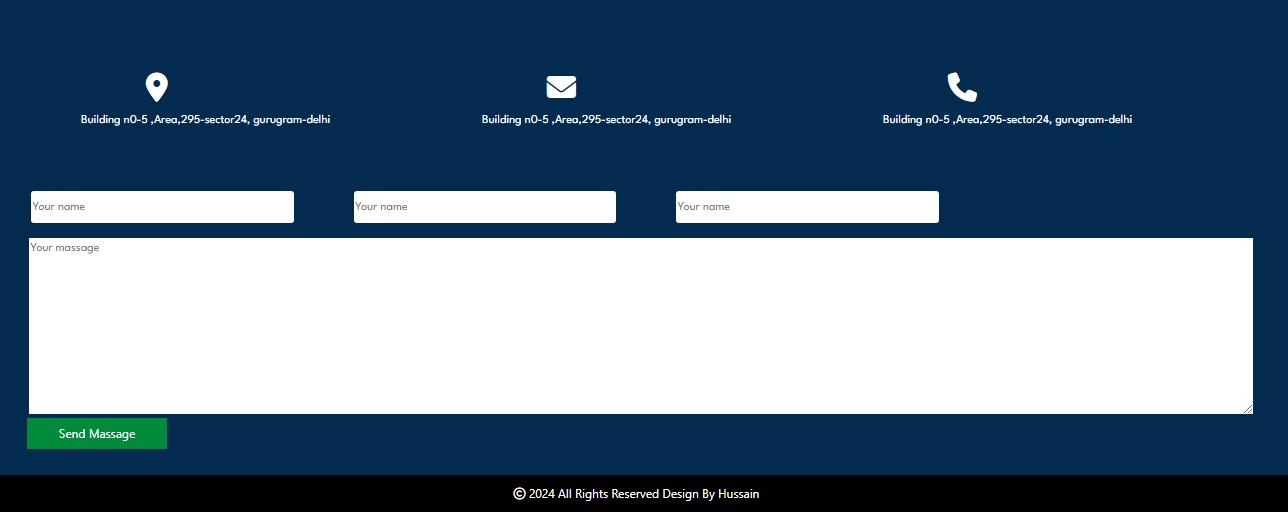 Building n0-5 ,Area,295-sector24, gurugram-delhi
Building n0-5 ,Area,295-sector24, gurugram-delhi
Building n0-5 ,Area,295-sector24, gurugram-delhi
Your name
Your name
Your name
Your massage
Send Massage
© 2024 All Rights Reserved Design By Hussain